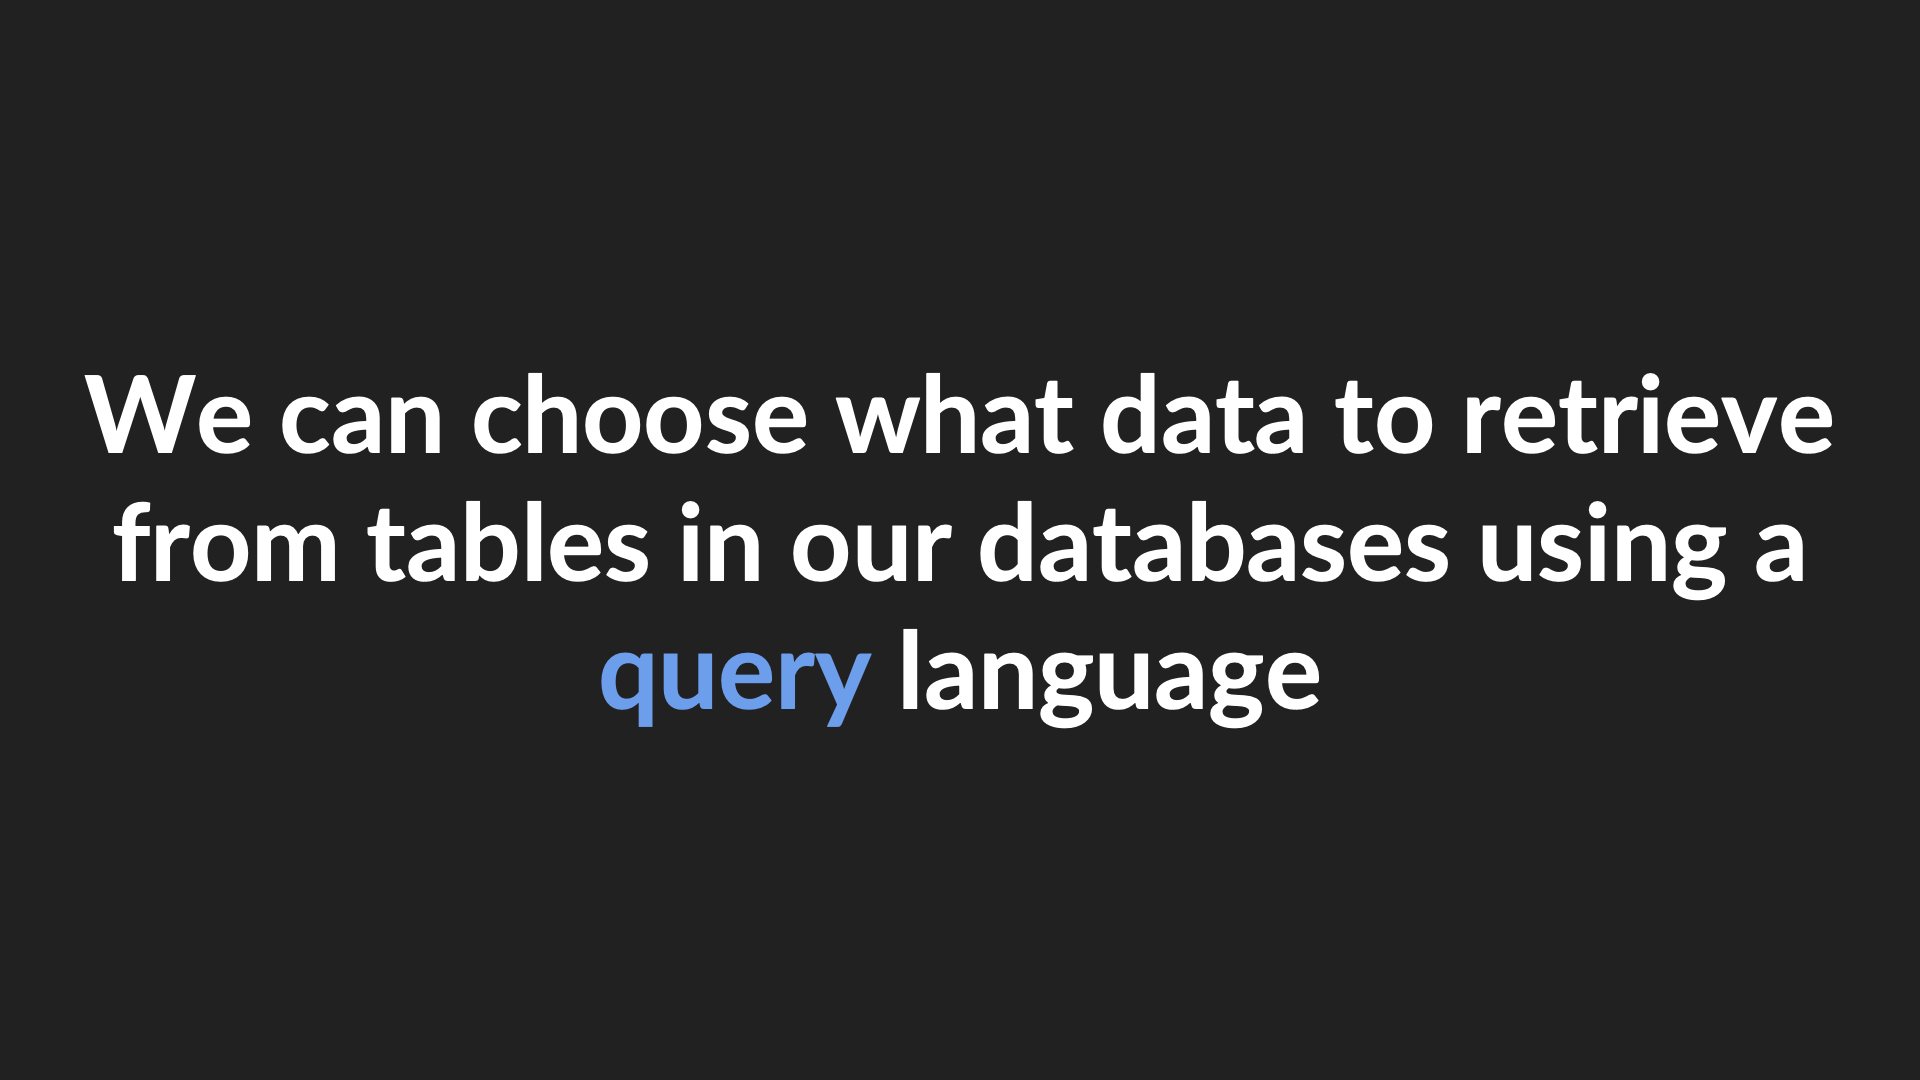 We can choose what data to retrieve
from tables in our databases using a
query language